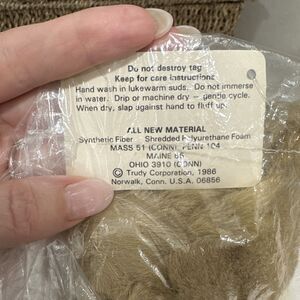 Do not destroy tag
Keep for care instructions
Hand wash in lukewarm suds. Do not immerse
in water. Drip or machine dry — gentle cycle.
When dry, slap against hand to fluff up.
ALL NEW MATERIAL
Synthetic Fiber Shredded Polyurethane Foam
MASS 51 (CONN) PENN 104
MAINE 56
OHIO 3910 (CONN)
© Trudy Corporation, 1986
Norwalk, Conn. U.S.A. 06856